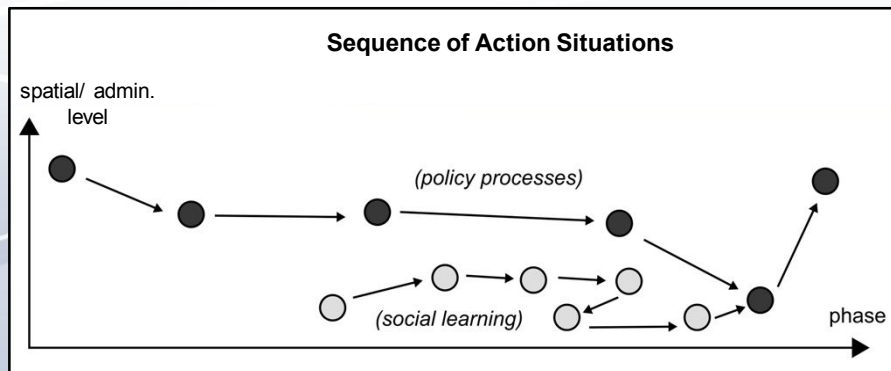 Sequence of Action Situations
spatial/ admin.
level
(policy processes)
(social learning)
phase